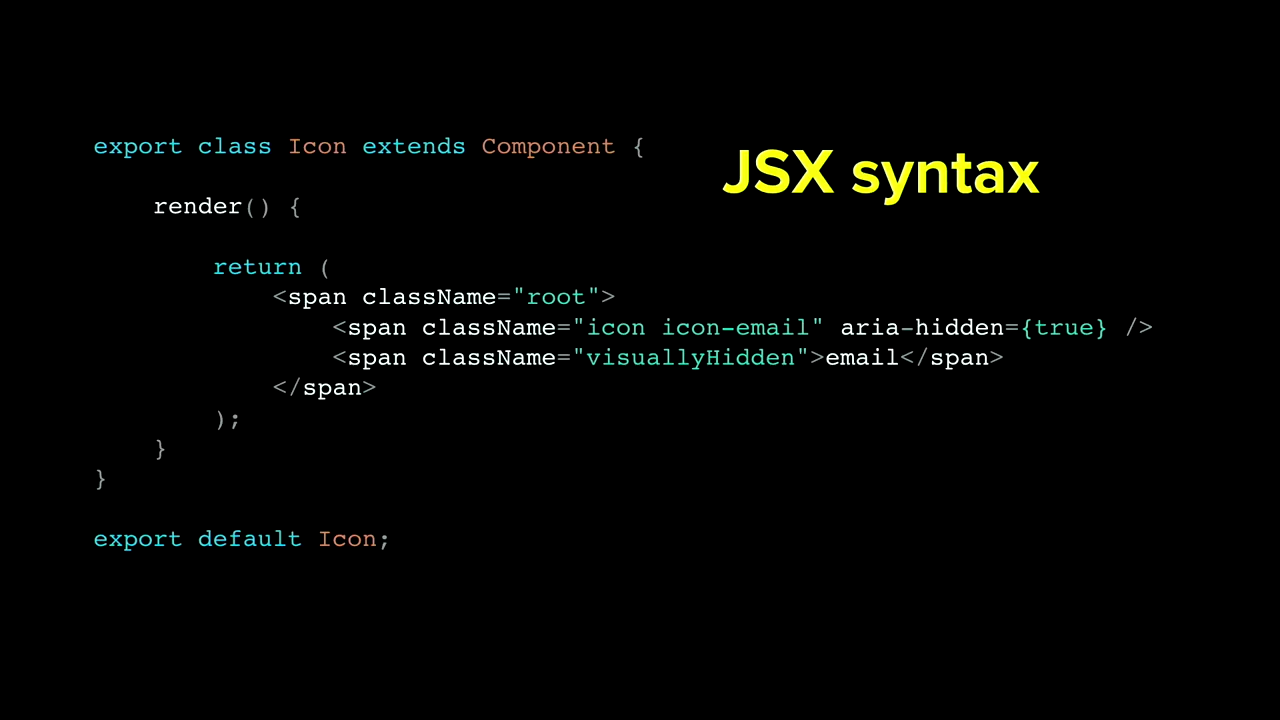 export class Icon extends Component {
JSX syntax
render() {
return (
<span className="root">
<span className="icon icon-email" aria-hidden={true} />
<span className="visuallyHidden">email</span>
</span>
);
}
}
export default Icon;